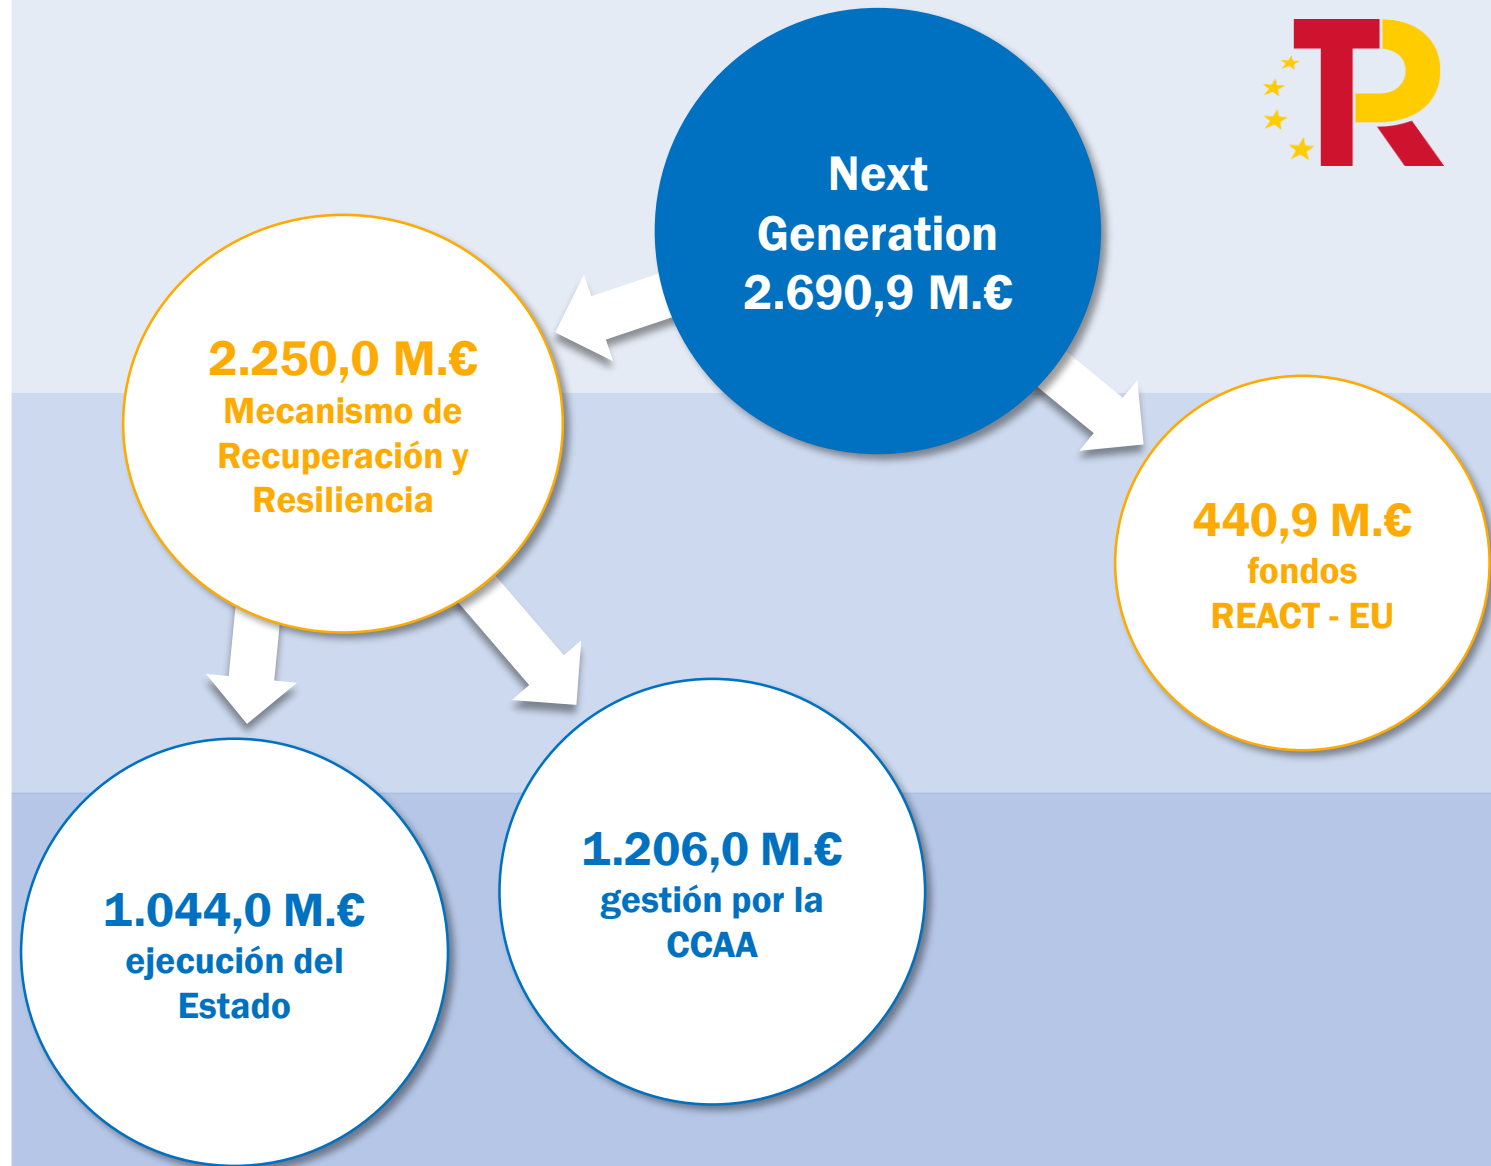 TR
Next
Generation
2.690,9 M.€
2.250,0 M.€
Mecanismo de
Recuperación y
Resiliencia
440,9 M.€
fondos
REACT - EU
1.206,0 M.€
gestión por la
CCAA
1.044,0 M.€
ejecución del
Estado